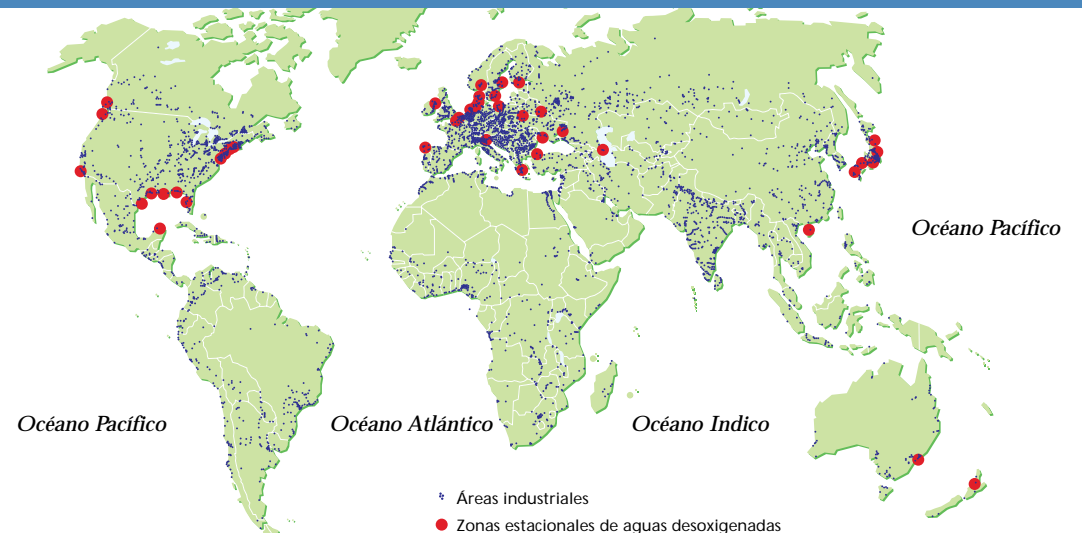 Océano Pacífico
Océano Pacífico
Océano Atlántico
Océano Indico
Áreas industriales
Zonas estacionales de aguas desoxigenadas